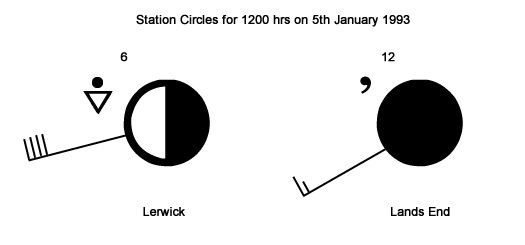 Station Circles for 1200 hrs on 5th January 1993
6
12
Lerwick
Lands End